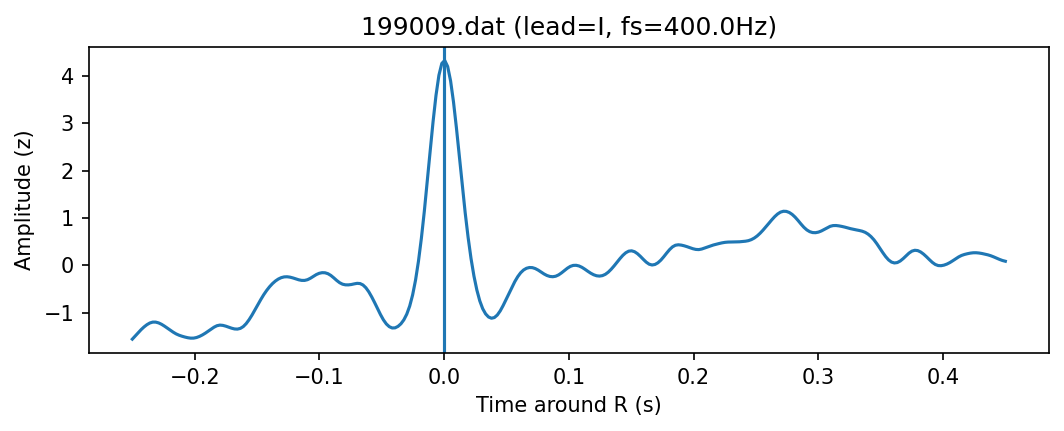 199009.dat (lead=I, fs=400.0Hz)
Amplitude (z)
4
3
2
1
0
−1
−0.2 −0.1 0.0 0.1 0.2 0.3 0.4
Time around R (s)